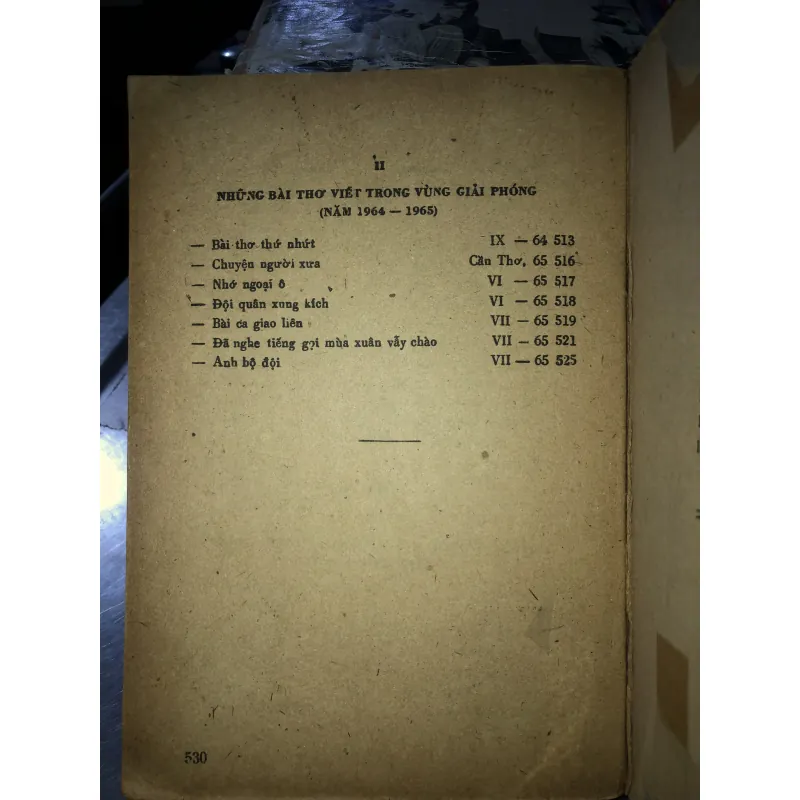 II
NHỮNG BÀI THƠ VIẾT TRONG VÙNG GIẢI PHÓNG
(NĂM 1964 — 1965)
— Bài thơ thứ nhứt IX — 64 513
— Chuyện người xưa Cần Thơ, 65 516
— Nhớ ngoại ô VI — 65 517
— Đội quân xung kích VI — 65 518
— Bài ca giao liên VII — 65 519
— Đã nghe tiếng gọi mùa xuân vẫy chào VII — 65 521
— Anh bộ đội VII — 65 525
530